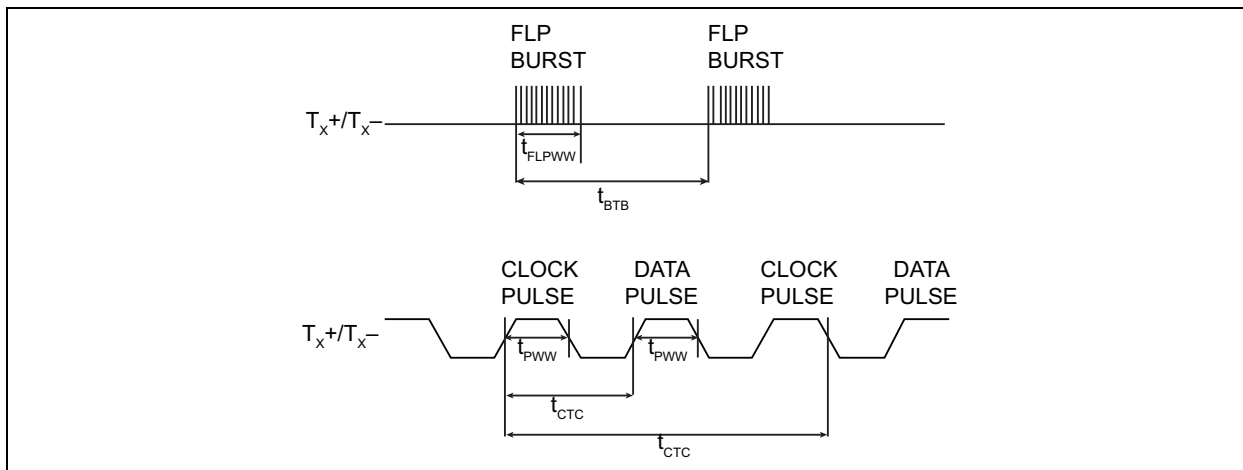 FLP
BURST
FLP
BURST
Tx+/Tx–
tFLPWW
tBTB
CLOCK
PULSE
DATA
PULSE
CLOCK
PULSE
DATA
PULSE
Tx+/Tx–
tPWW
tPWW
tCTC
tCTC